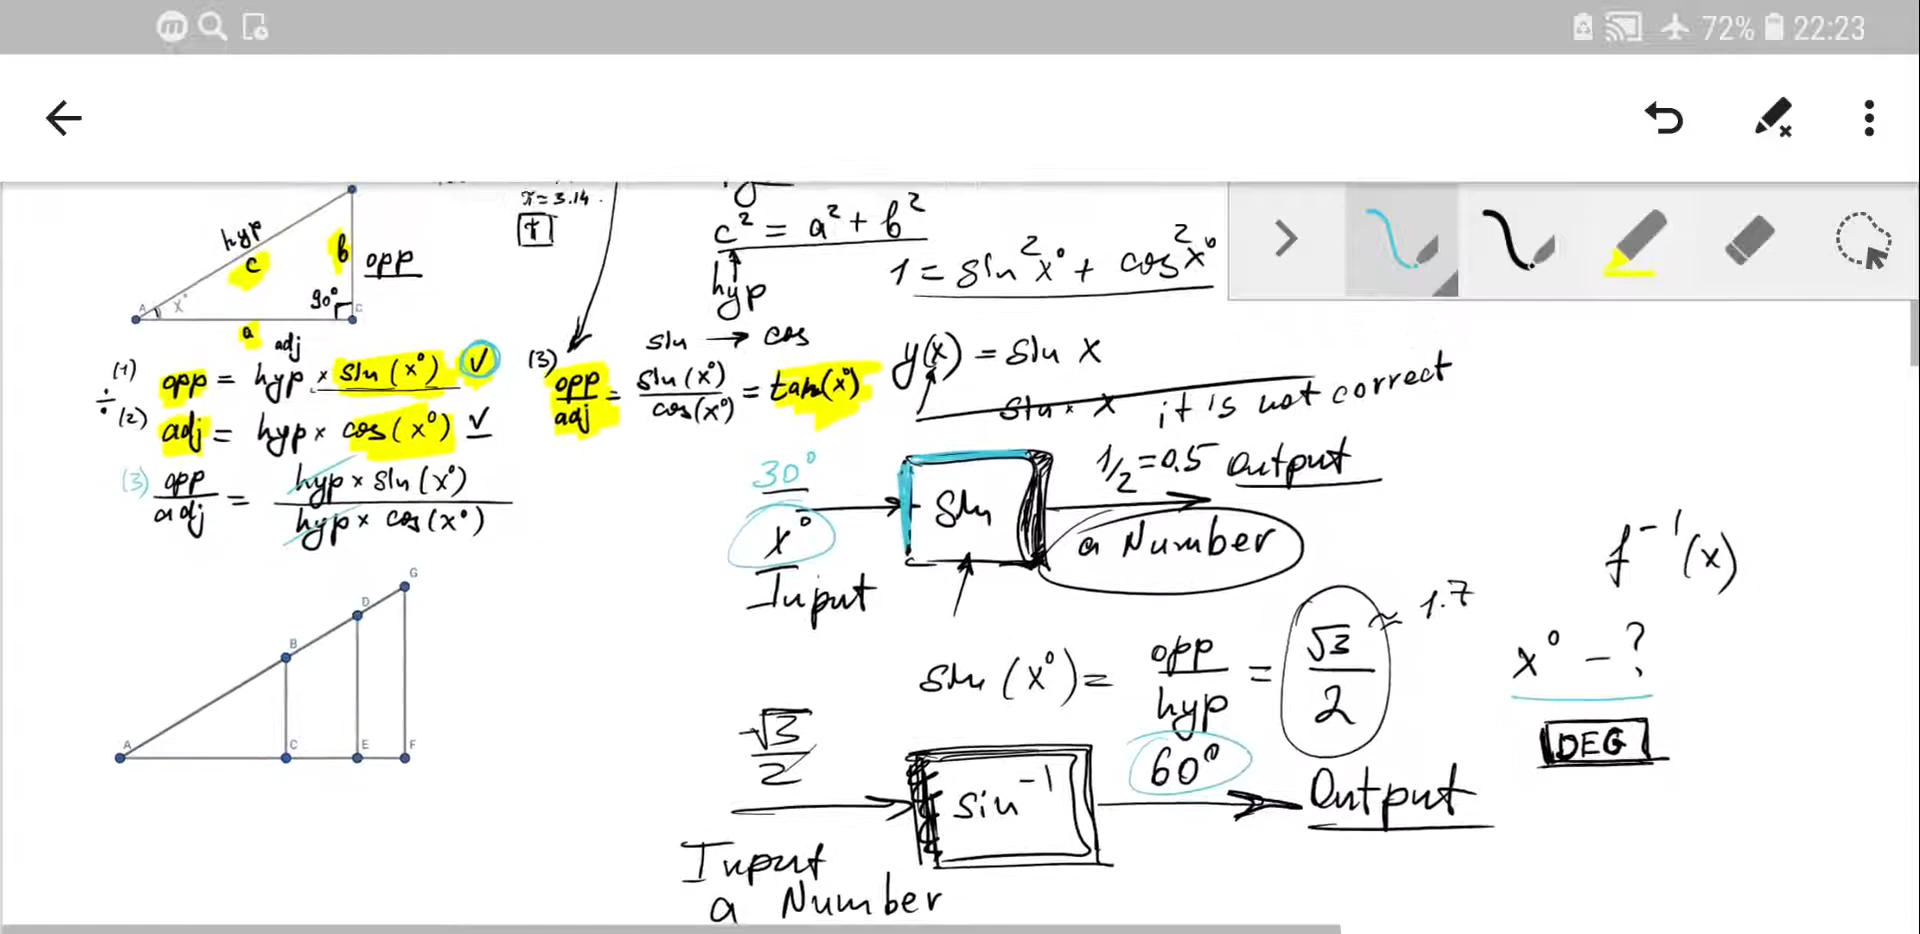 72% 22:23
π = 3.14
c² = a² + b²
hyp
1 = sin²x° + cos²x°
hyp
c
b
opp
90°
A x° C
a
adj
sin → cos
(1) opp = hyp × sin (x°) ✓
÷
(2) adj = hyp × cos (x°) ✓
(3) opp/adj = hyp × sin (x°) / hyp × cos (x°)
(3) opp/adj = sin (x°)/cos (x°) = tan (x°)
y(x) = sin x
sin · x it is not correct
30°
x°
Input
sin
1/2 = 0.5 Output
a Number
f⁻¹(x)
sin (x°) = opp/hyp = √3/2 ≈ 1.7
x° - ?
DEG
√3/2
sin⁻¹
60°
Output
Input
a Number
G
D
B
A C E F